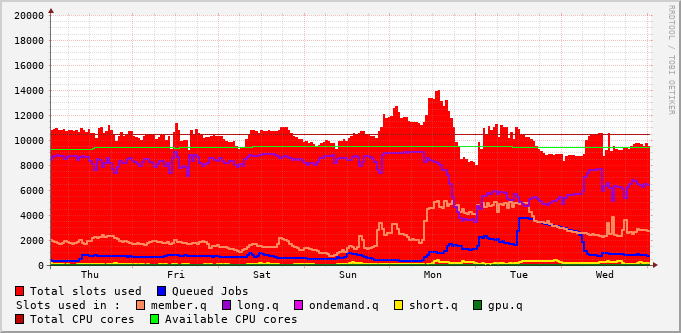 20000
18000
16000
14000
12000
10000
8000
6000
4000
2000
0
Thu Fri Sat Sun Mon Tue Wed
RRDTOOL / TOBI OETIKER
Total slots used Queued Jobs
Slots used in : member.q long.q ondemand.q short.q gpu.q
Total CPU cores Available CPU cores